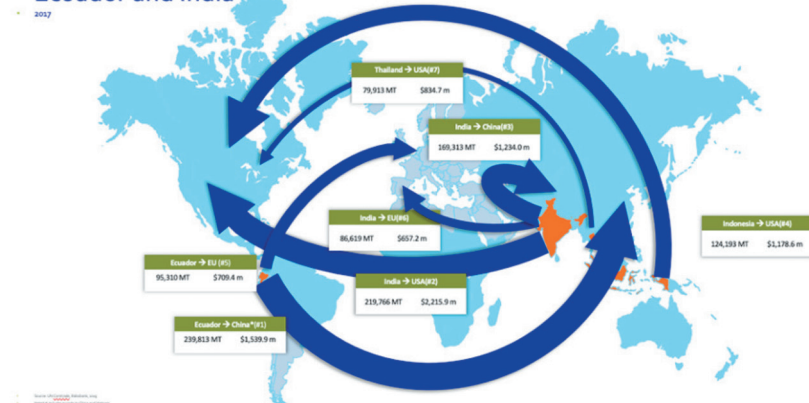 Ecuador and India
2017
Thailand → USA(#7)
79,913 MT $834.7 m
India → China(#3)
169,313 MT $1,234.0 m
India → EU(#6)
86,619 MT $657.2 m
Indonesia → USA(#4)
124,193 MT $1,178.6 m
Ecuador → EU (#5)
95,310 MT $709.4 m
India → USA(#2)
219,766 MT $2,215.9 m
Ecuador → China*(#1)
239,813 MT $1,539.9 m